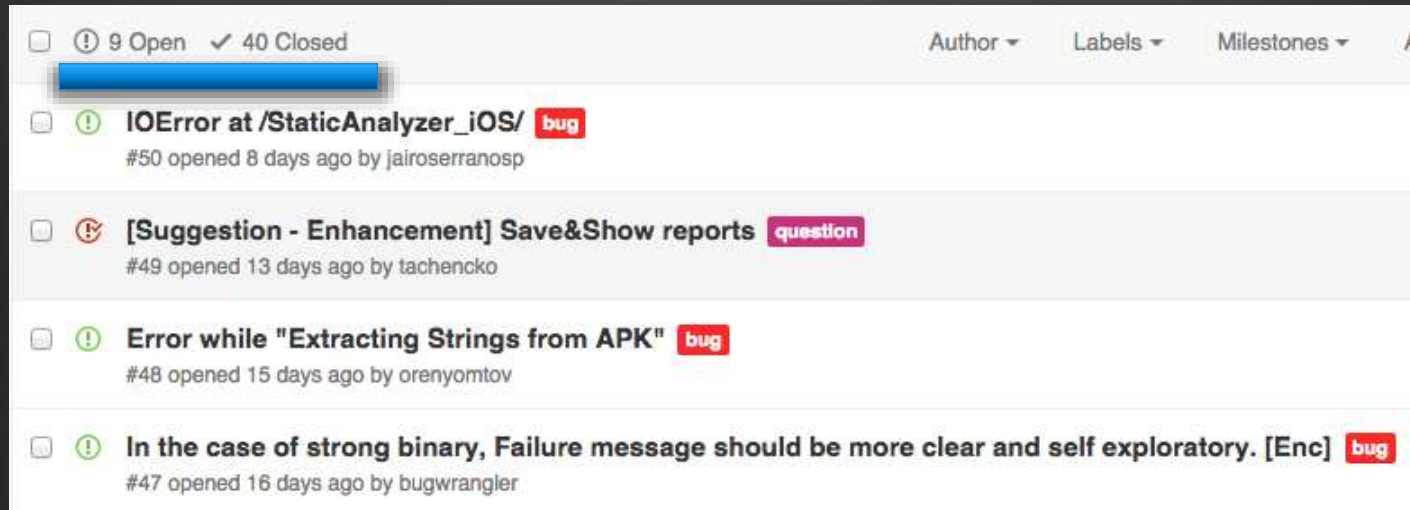 9 Open 40 Closed Author Labels Milestones A
IOError at /StaticAnalyzer_iOS/ bug
#50 opened 8 days ago by jairoserranosp
[Suggestion - Enhancement] Save&Show reports question
#49 opened 13 days ago by tachencko
Error while "Extracting Strings from APK" bug
#48 opened 15 days ago by orenyomtov
In the case of strong binary, Failure message should be more clear and self exploratory. [Enc] bug
#47 opened 16 days ago by bugwrangler